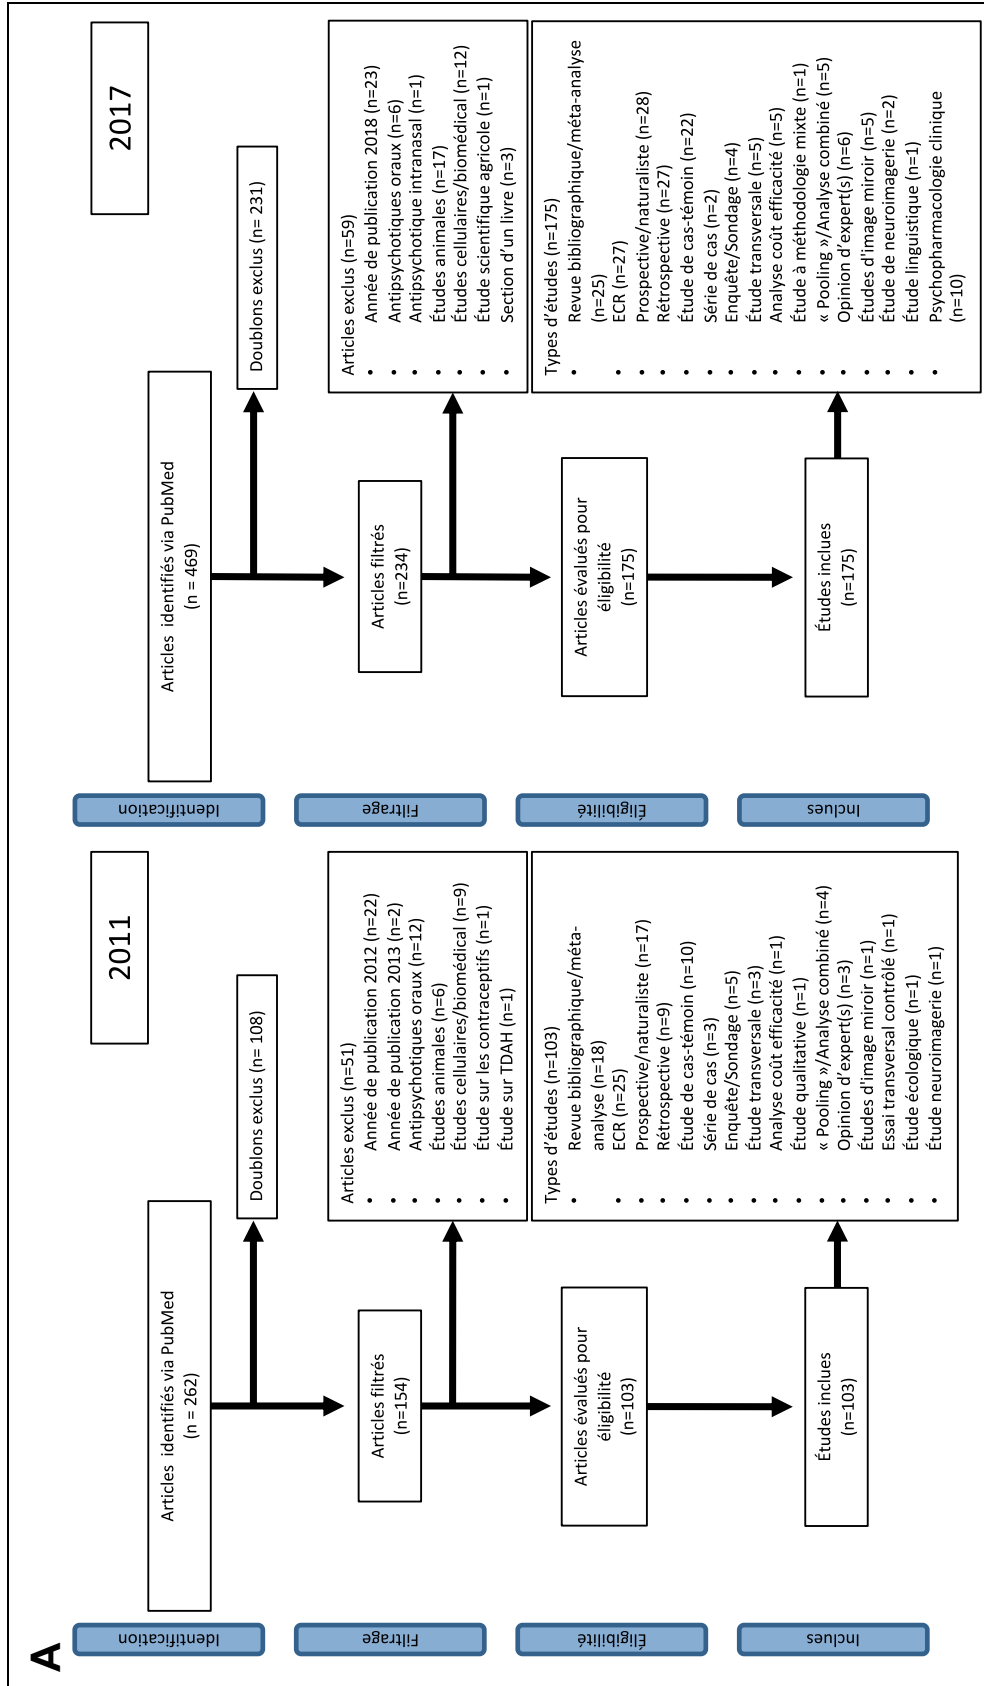 A
2011
Identification
Articles identifiés via PubMed
(n = 262)
Doublons exclus (n= 108)
Filtrage
Articles filtrés
(n=154)
Articles exclus (n=51)
• Année de publication 2012 (n=22)
• Année de publication 2013 (n=2)
• Antipsychotiques oraux (n=12)
• Études animales (n=6)
• Études cellulaires/biomédical (n=9)
• Étude sur les contraceptifs (n=1)
• Étude sur TDAH (n=1)
Éligibilité
Articles évalués pour
éligibilité
(n=103)
Inclues
Études inclues
(n=103)
Types d'études (n=103)
• Revue bibliographique/méta-
analyse (n=18)
• ECR (n=25)
• Prospective/naturaliste (n=17)
• Rétrospective (n=9)
• Étude de cas-témoin (n=10)
• Série de cas (n=3)
• Enquête/Sondage (n=5)
• Étude transversale (n=3)
• Analyse coût efficacité (n=1)
• Étude qualitative (n=1)
• « Pooling »/Analyse combiné (n=4)
• Opinion d'expert(s) (n=3)
• Études d'image miroir (n=1)
• Essai transversal contrôlé (n=1)
• Étude écologique (n=1)
• Étude neuroimagerie (n=1)
2017
Identification
Articles identifiés via PubMed
(n = 469)
Doublons exclus (n= 231)
Filtrage
Articles filtrés
(n=234)
Articles exclus (n=59)
• Année de publication 2018 (n=23)
• Antipsychotiques oraux (n=6)
• Antipsychotique intranasal (n=1)
• Études animales (n=17)
• Études cellulaires/biomédical (n=12)
• Étude scientifique agricole (n=1)
• Section d'un livre (n=3)
Éligibilité
Articles évalués pour
éligibilité
(n=175)
Inclues
Études inclues
(n=175)
Types d'études (n=175)
• Revue bibliographique/méta-analyse
(n=25)
• ECR (n=27)
• Prospective/naturaliste (n=28)
• Rétrospective (n=27)
• Étude de cas-témoin (n=22)
• Série de cas (n=2)
• Enquête/Sondage (n=4)
• Étude transversale (n=5)
• Analyse coût efficacité (n=5)
• Étude à méthodologie mixte (n=1)
• « Pooling »/Analyse combiné (n=5)
• Opinion d'expert(s) (n=6)
• Études d'image miroir (n=5)
• Étude de neuroimagerie (n=2)
• Étude linguistique (n=1)
• Psychopharmacologie clinique
(n=10)